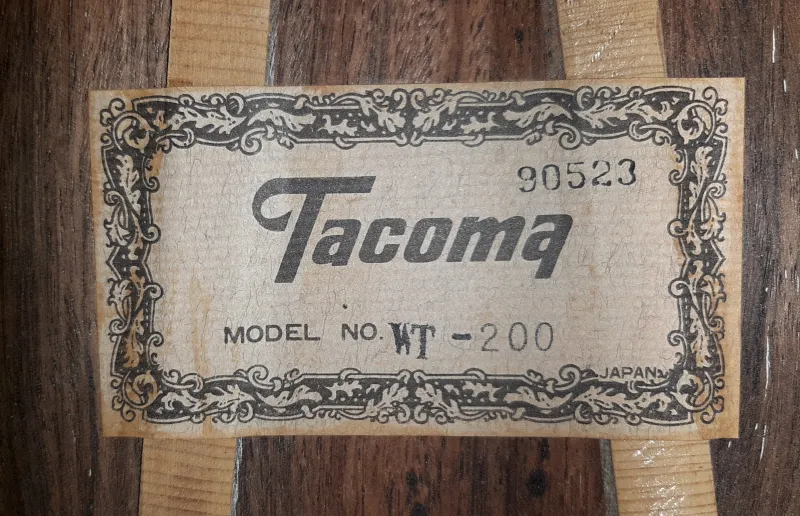 90523
Tacoma
MODEL NO. WT-200
JAPAN